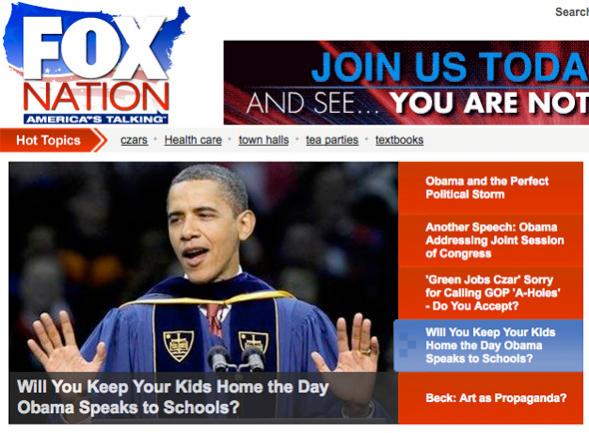 Search
FOX
NATION
AMERICA'S TALKING
JOIN US TODA
AND SEE... YOU ARE NOT
Hot Topics
czars • Health care • town halls • tea parties • textbooks
Obama and the Perfect
Political Storm
Another Speech: Obama
Addressing Joint Session
of Congress
'Green Jobs Czar' Sorry
for Calling GOP 'A-Holes'
- Do You Accept?
Will You Keep Your Kids
Home the Day Obama
Speaks to Schools?
Beck: Art as Propaganda?
Will You Keep Your Kids Home the Day
Obama Speaks to Schools?